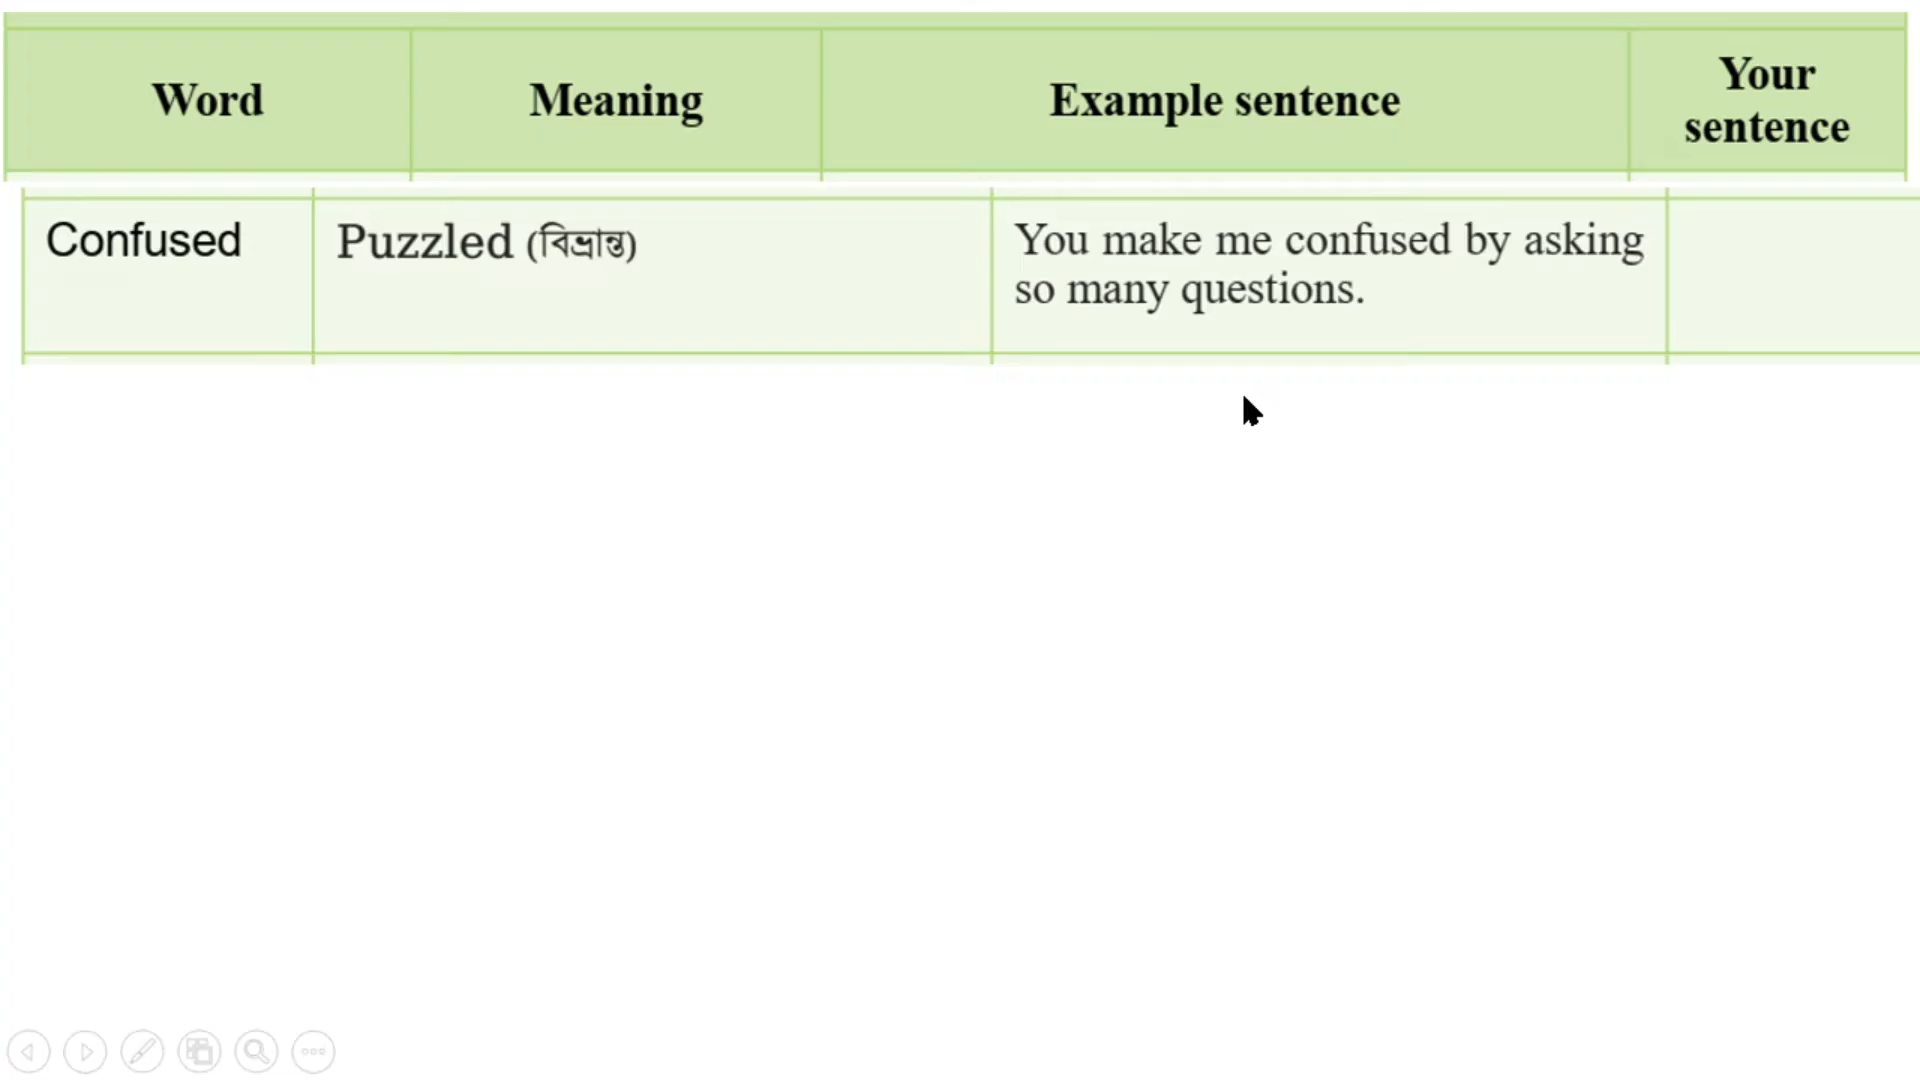 Word Meaning Example sentence Your sentence
Confused Puzzled (বিভ্রান্ত) You make me confused by asking
so many questions.